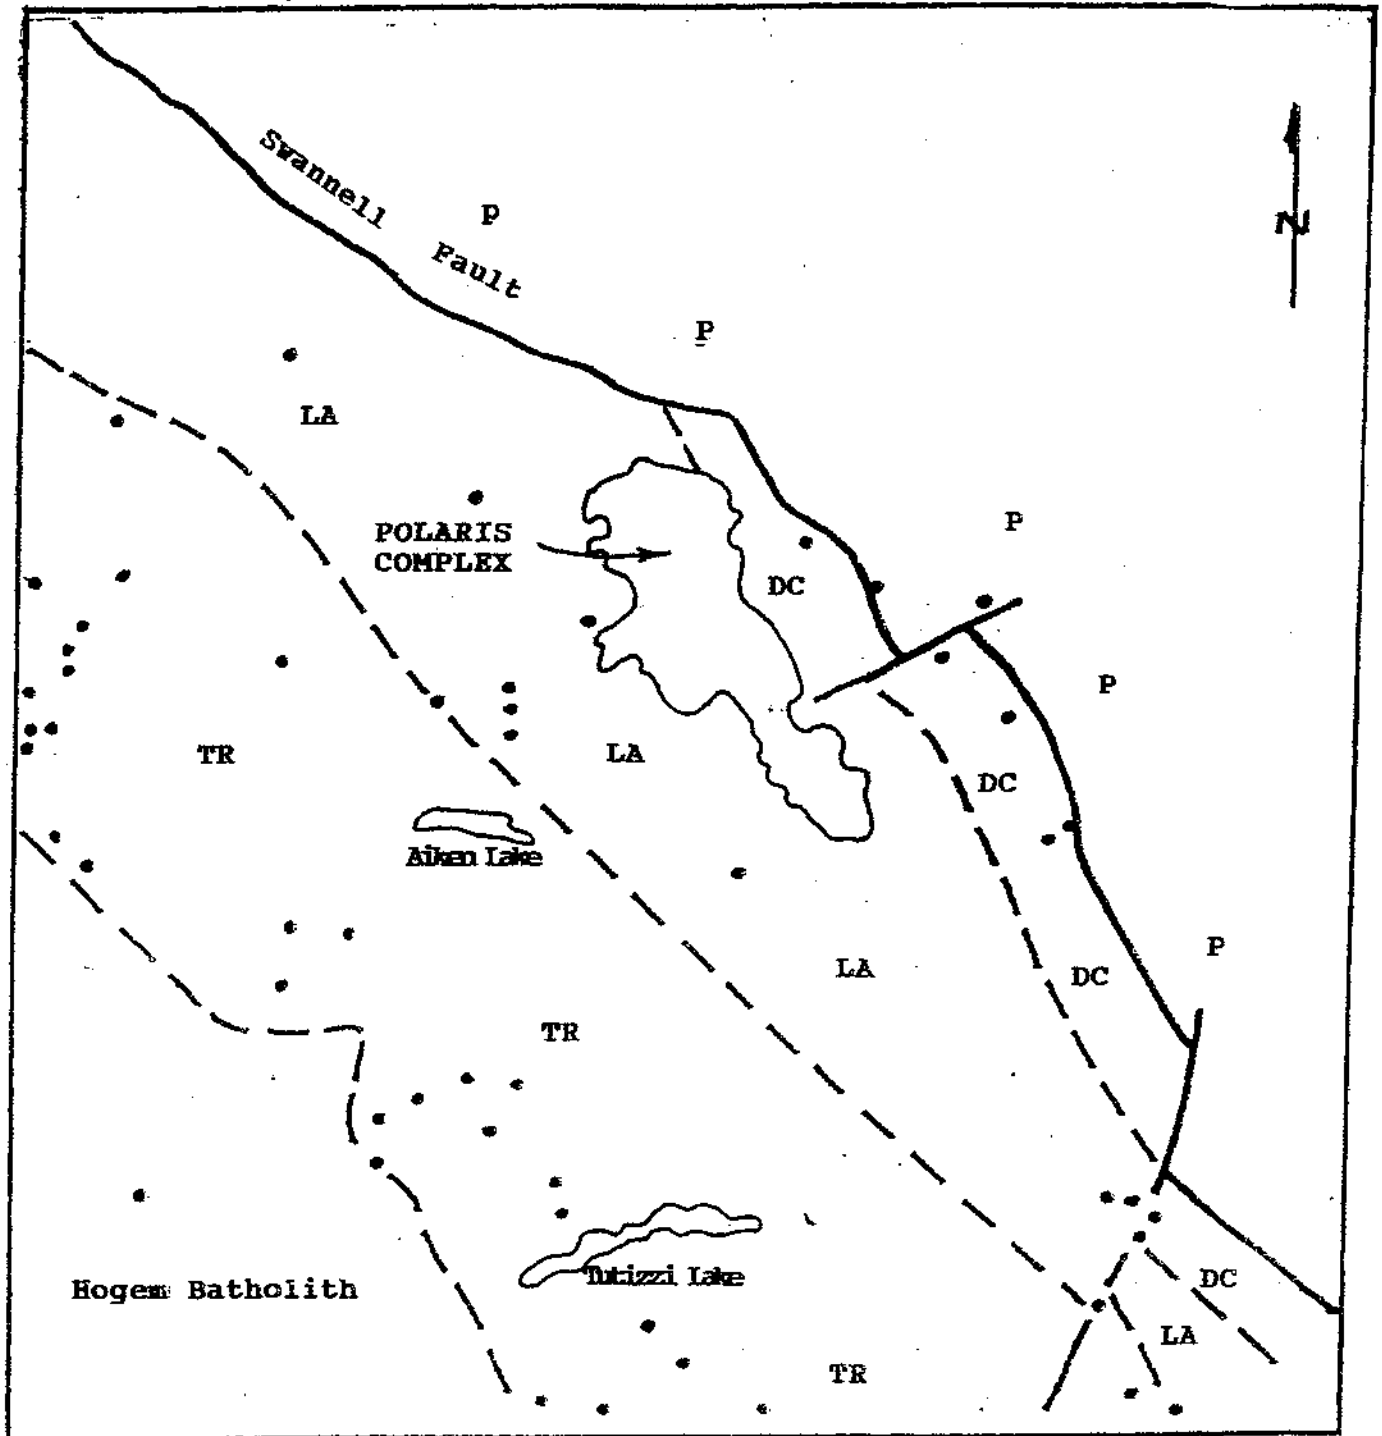 Swannell
Fault
P
P
N
LA
POLARIS
COMPLEX
P
DC
P
TR
LA
DC
Aiken Lake
P
LA
DC
TR
Hogem Batholith
Tutizzi Lake
DC
LA
TR